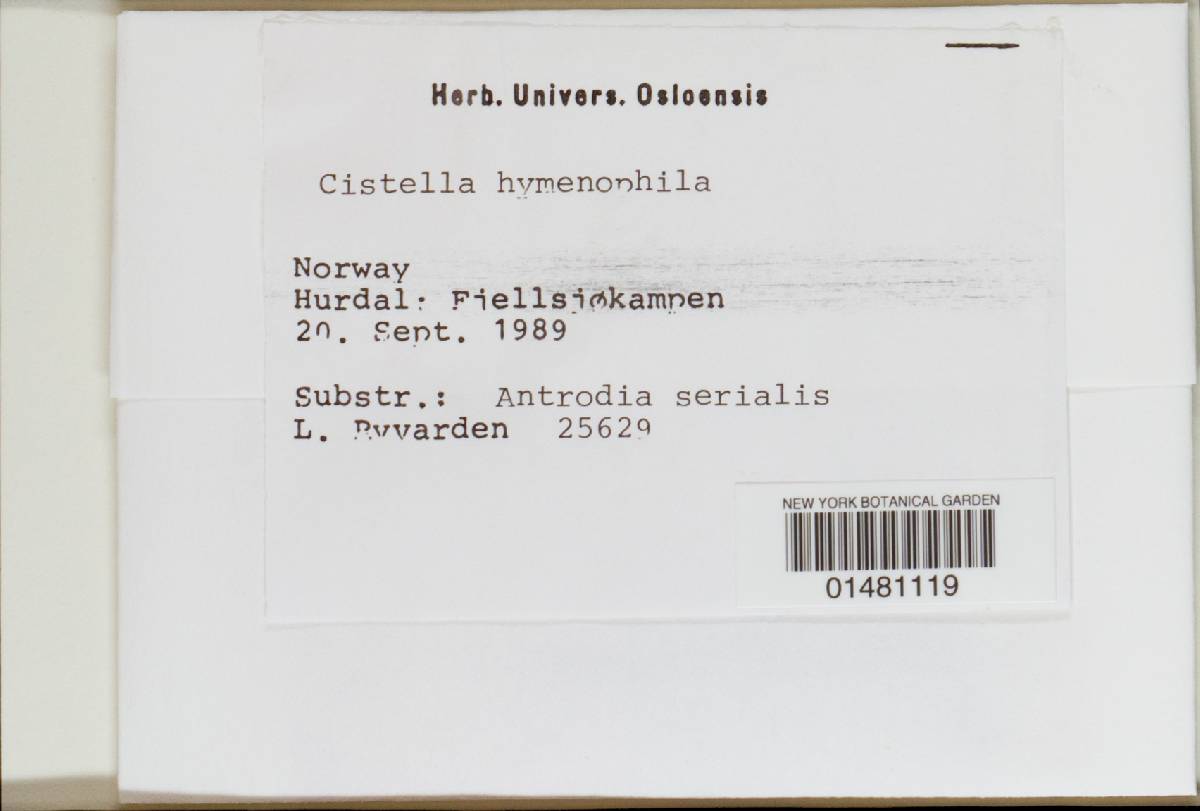 Herb. Univers. Osloensis
Cistella hymenophila
Norway
Hurdal: Fjellsjøkampen
20. Sept. 1989
Substr.: Antrodia serialis
L. Ryvarden 25629
NEW YORK BOTANICAL GARDEN
01481119